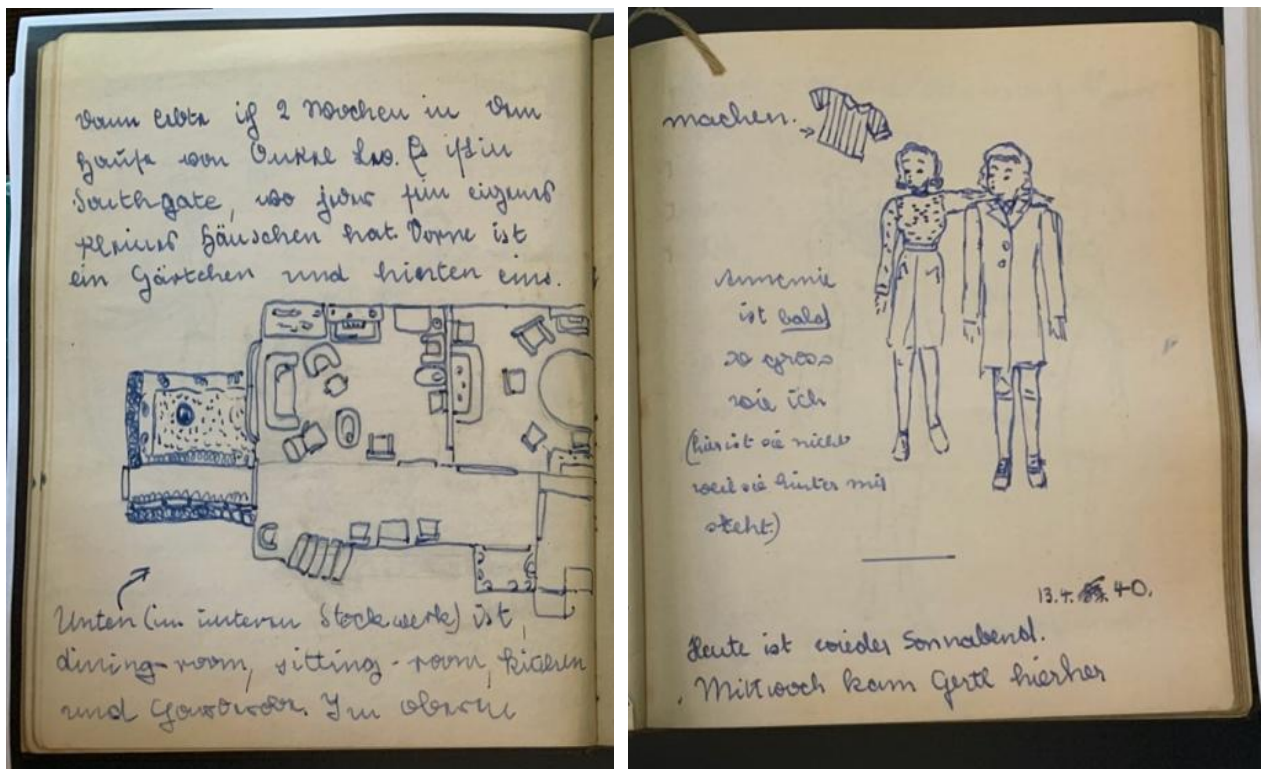 Dann lebte ich 2 Wochen in dem
Hause von Onkel Leo. Es ist in
Southgate, wo jeder sein eigenes
kleines Häuschen hat. Vorne ist
ein Gärtchen und hinten eins.
Unten (im unteren Stockwerk) ist
dining-room, sitting-room, kitchen
und Garderobe. Im oberen
machen.
Annemie
ist bald
so gross
wie ich
(hier ist sie nicht
weil sie hinter mir
steht.)
13.4. 40.
Heute ist wieder Sonnabend.
Mittwoch kam Gertl hierher